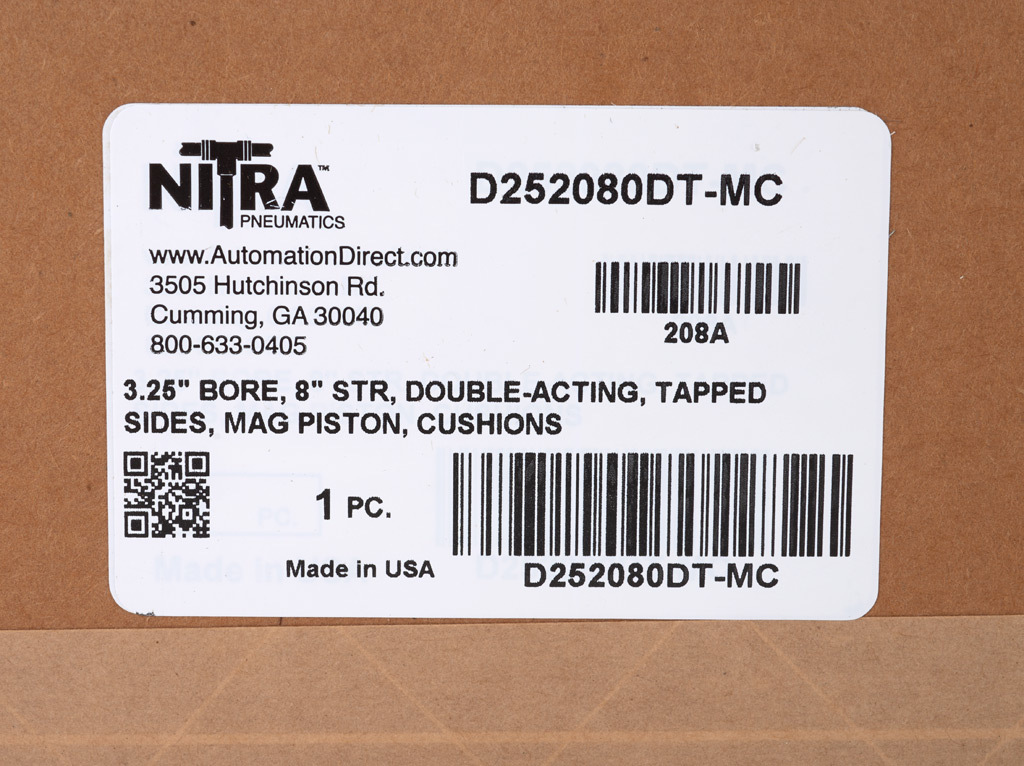 NITRA™
PNEUMATICS
D252080DT-MC
www.AutomationDirect.com
3505 Hutchinson Rd.
Cumming, GA 30040
800-633-0405
208A
3.25" BORE, 8" STR, DOUBLE-ACTING, TAPPED
SIDES, MAG PISTON, CUSHIONS
1 PC.
Made in USA
D252080DT-MC